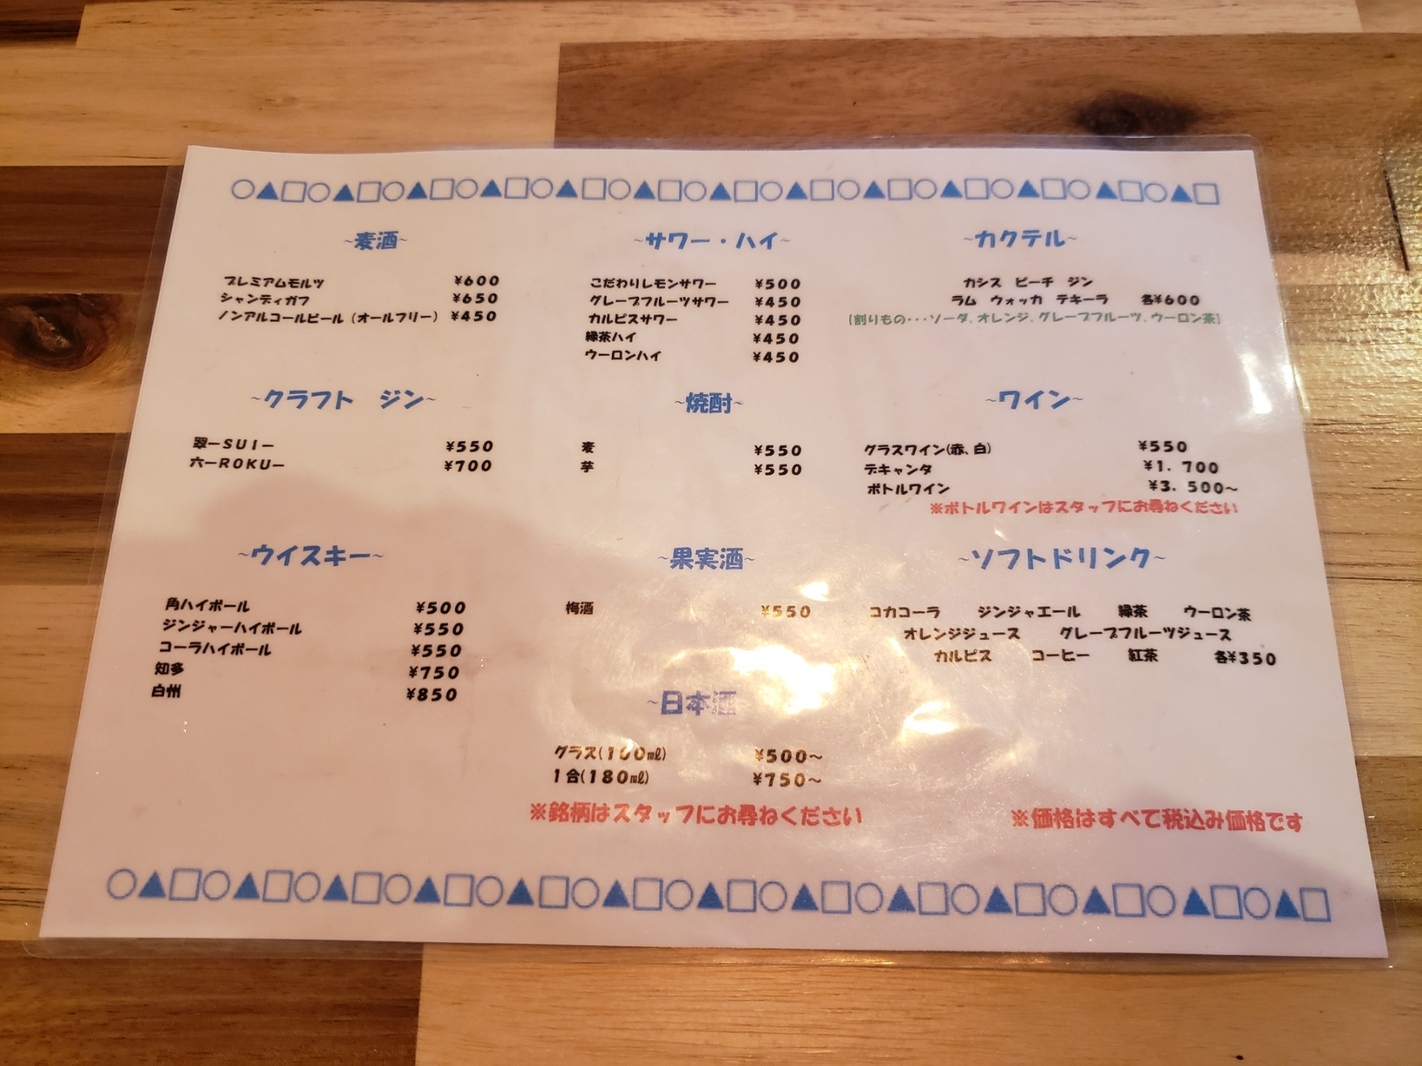 ~麦酒~
プレミアムモルツ ¥600
シャンディガフ ¥650
ノンアルコールビール（オールフリー） ¥450
~サワー・ハイ~
こだわりレモンサワー ¥500
グレープフルーツサワー ¥450
カルピスサワー ¥450
緑茶ハイ ¥450
ウーロンハイ ¥450
~カクテル~
カシス ピーチ ジン
ラム ウォッカ テキーラ 各¥600
[割りもの･･･ソーダ、オレンジ、グレープフルーツ、ウーロン茶]
~クラフト ジン~
翠ーSUIー ¥550
六ーROKUー ¥700
~焼酎~
麦 ¥550
芋 ¥550
~ワイン~
グラスワイン(赤、白) ¥550
デキャンタ ¥1. 700
ボトルワイン ¥3. 500~
※ボトルワインはスタッフにお尋ねください
~ウイスキー~
角ハイボール ¥500
ジンジャーハイボール ¥550
コーラハイボール ¥550
知多 ¥750
白州 ¥850
~果実酒~
梅酒 ¥550
~日本酒
グラス(100㎖) ¥500~
1合(180㎖) ¥750~
※銘柄はスタッフにお尋ねください
~ソフトドリンク~
コカコーラ ジンジャエール 緑茶 ウーロン茶
オレンジジュース グレープフルーツジュース
カルピス コーヒー 紅茶 各¥350
※価格はすべて税込み価格です